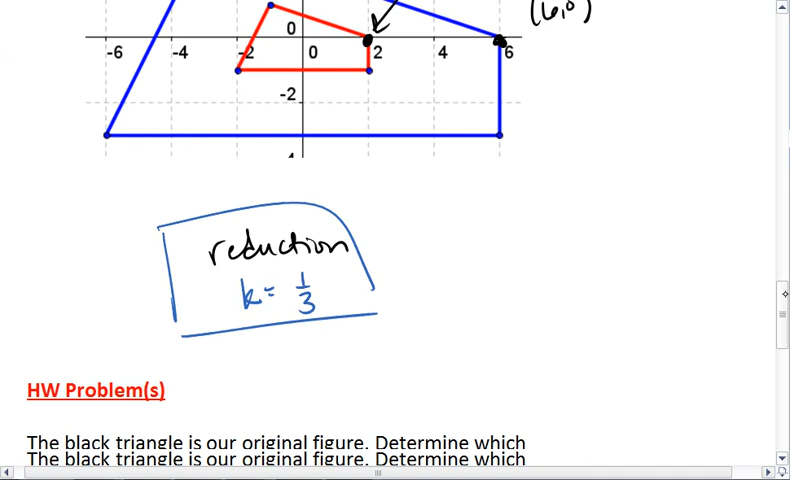 (6,0)
0
-6 -4 -2 0 2 4 6
-2
reduction
k = 1/3
HW Problem(s)
The black triangle is our original figure. Determine which
The black triangle is our original figure. Determine which